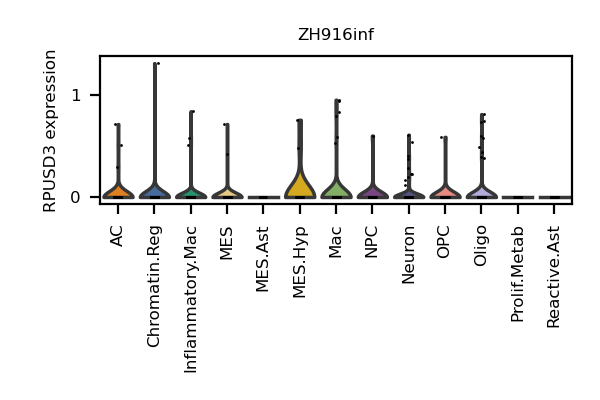 ZH916inf
RPUSD3 expression
1
0
AC
Chromatin.Reg
Inflammatory.Mac
MES
MES.Ast
MES.Hyp
Mac
NPC
Neuron
OPC
Oligo
Prolif.Metab
Reactive.Ast